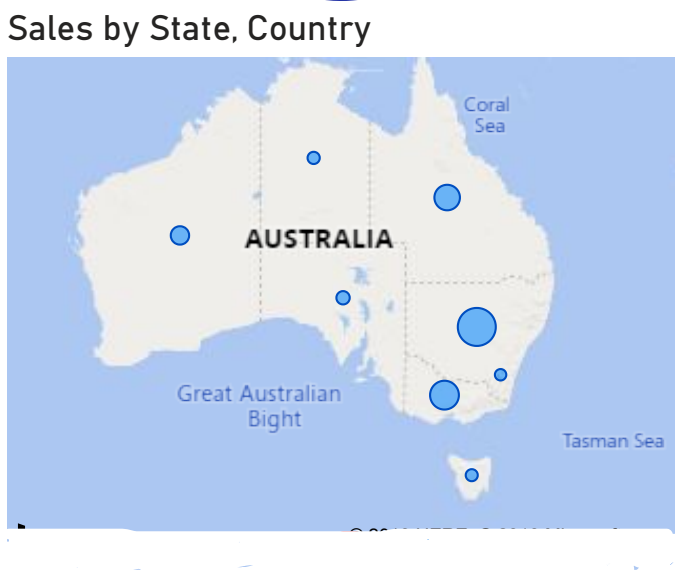 Sales by State, Country
Coral
Sea
AUSTRALIA
Great Australian
Bight
Tasman Sea